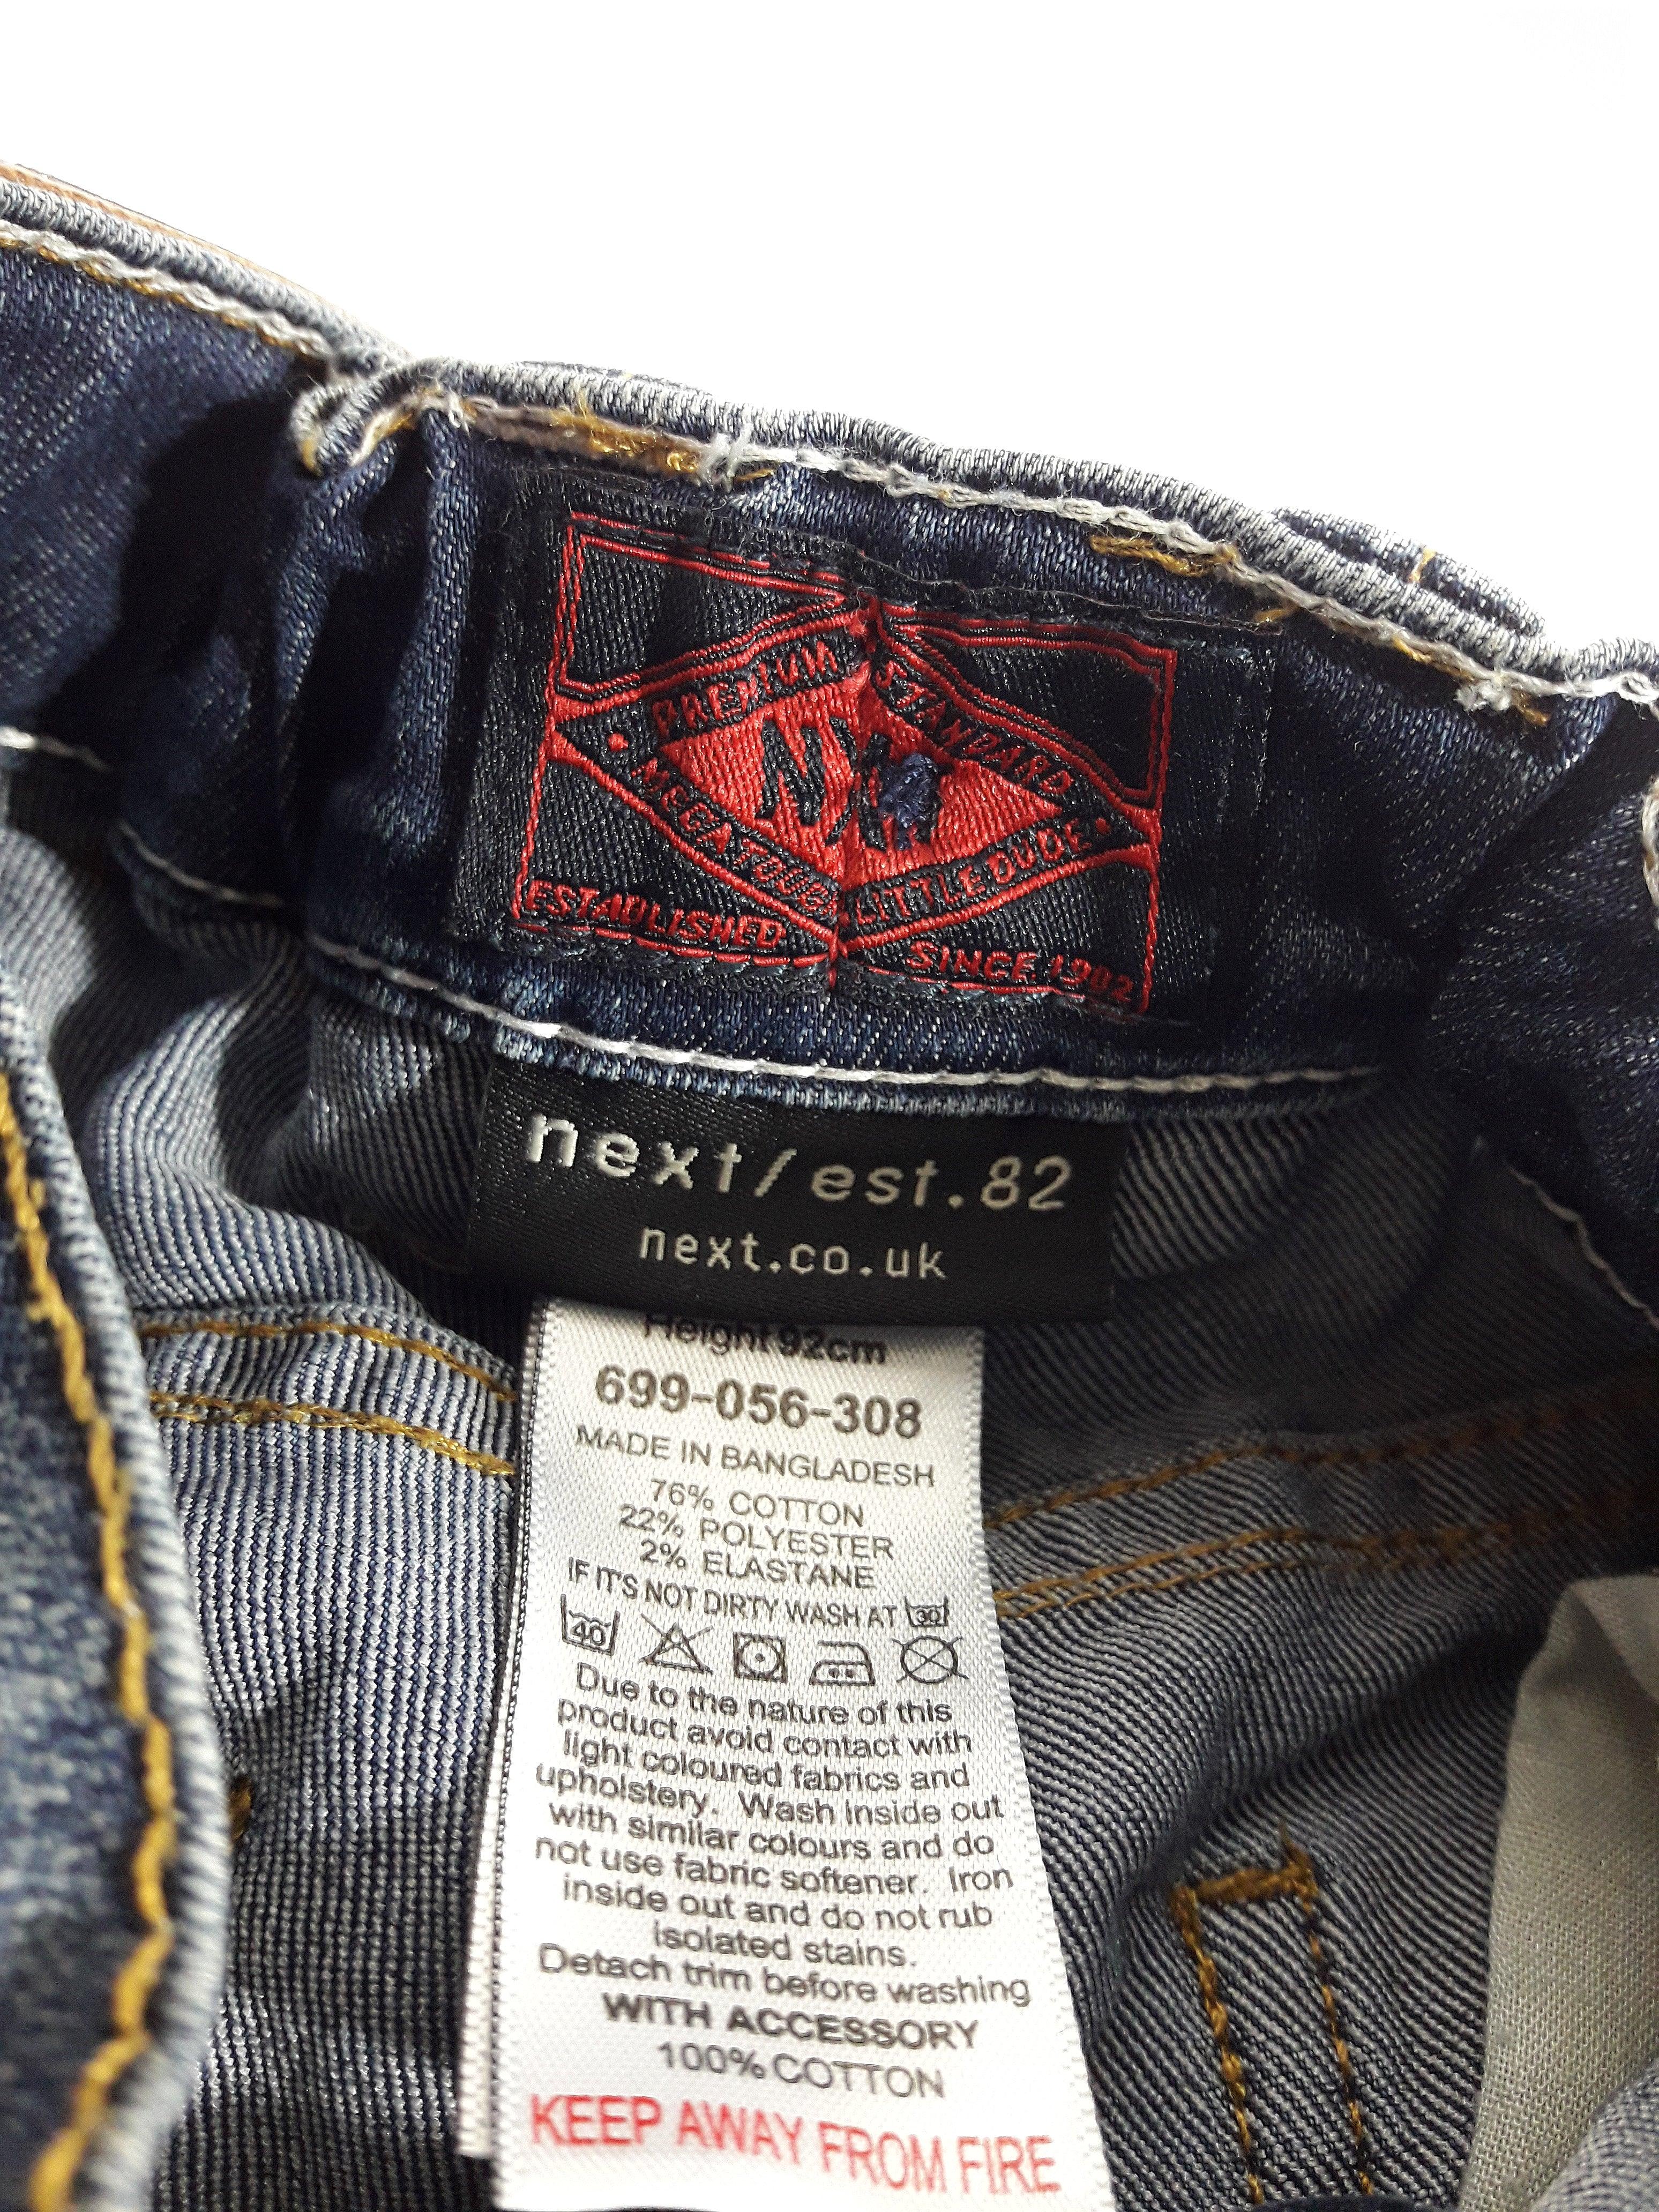 PREMIUM STANDARD
NXT
MEGA TOUGH LITTLE DUDE
ESTABLISHED SINCE 1982
next/est.82
next.co.uk
Height 92cm
699-056-308
MADE IN BANGLADESH
76% COTTON
22% POLYESTER
2% ELASTANE
IF IT'S NOT DIRTY WASH AT 30
40
Due to the nature of this
product avoid contact with
light coloured fabrics and
upholstery. Wash inside out
with similar colours and do
not use fabric softener. Iron
inside out and do not rub
isolated stains.
Detach trim before washing
WITH ACCESSORY
100% COTTON
KEEP AWAY FROM FIRE